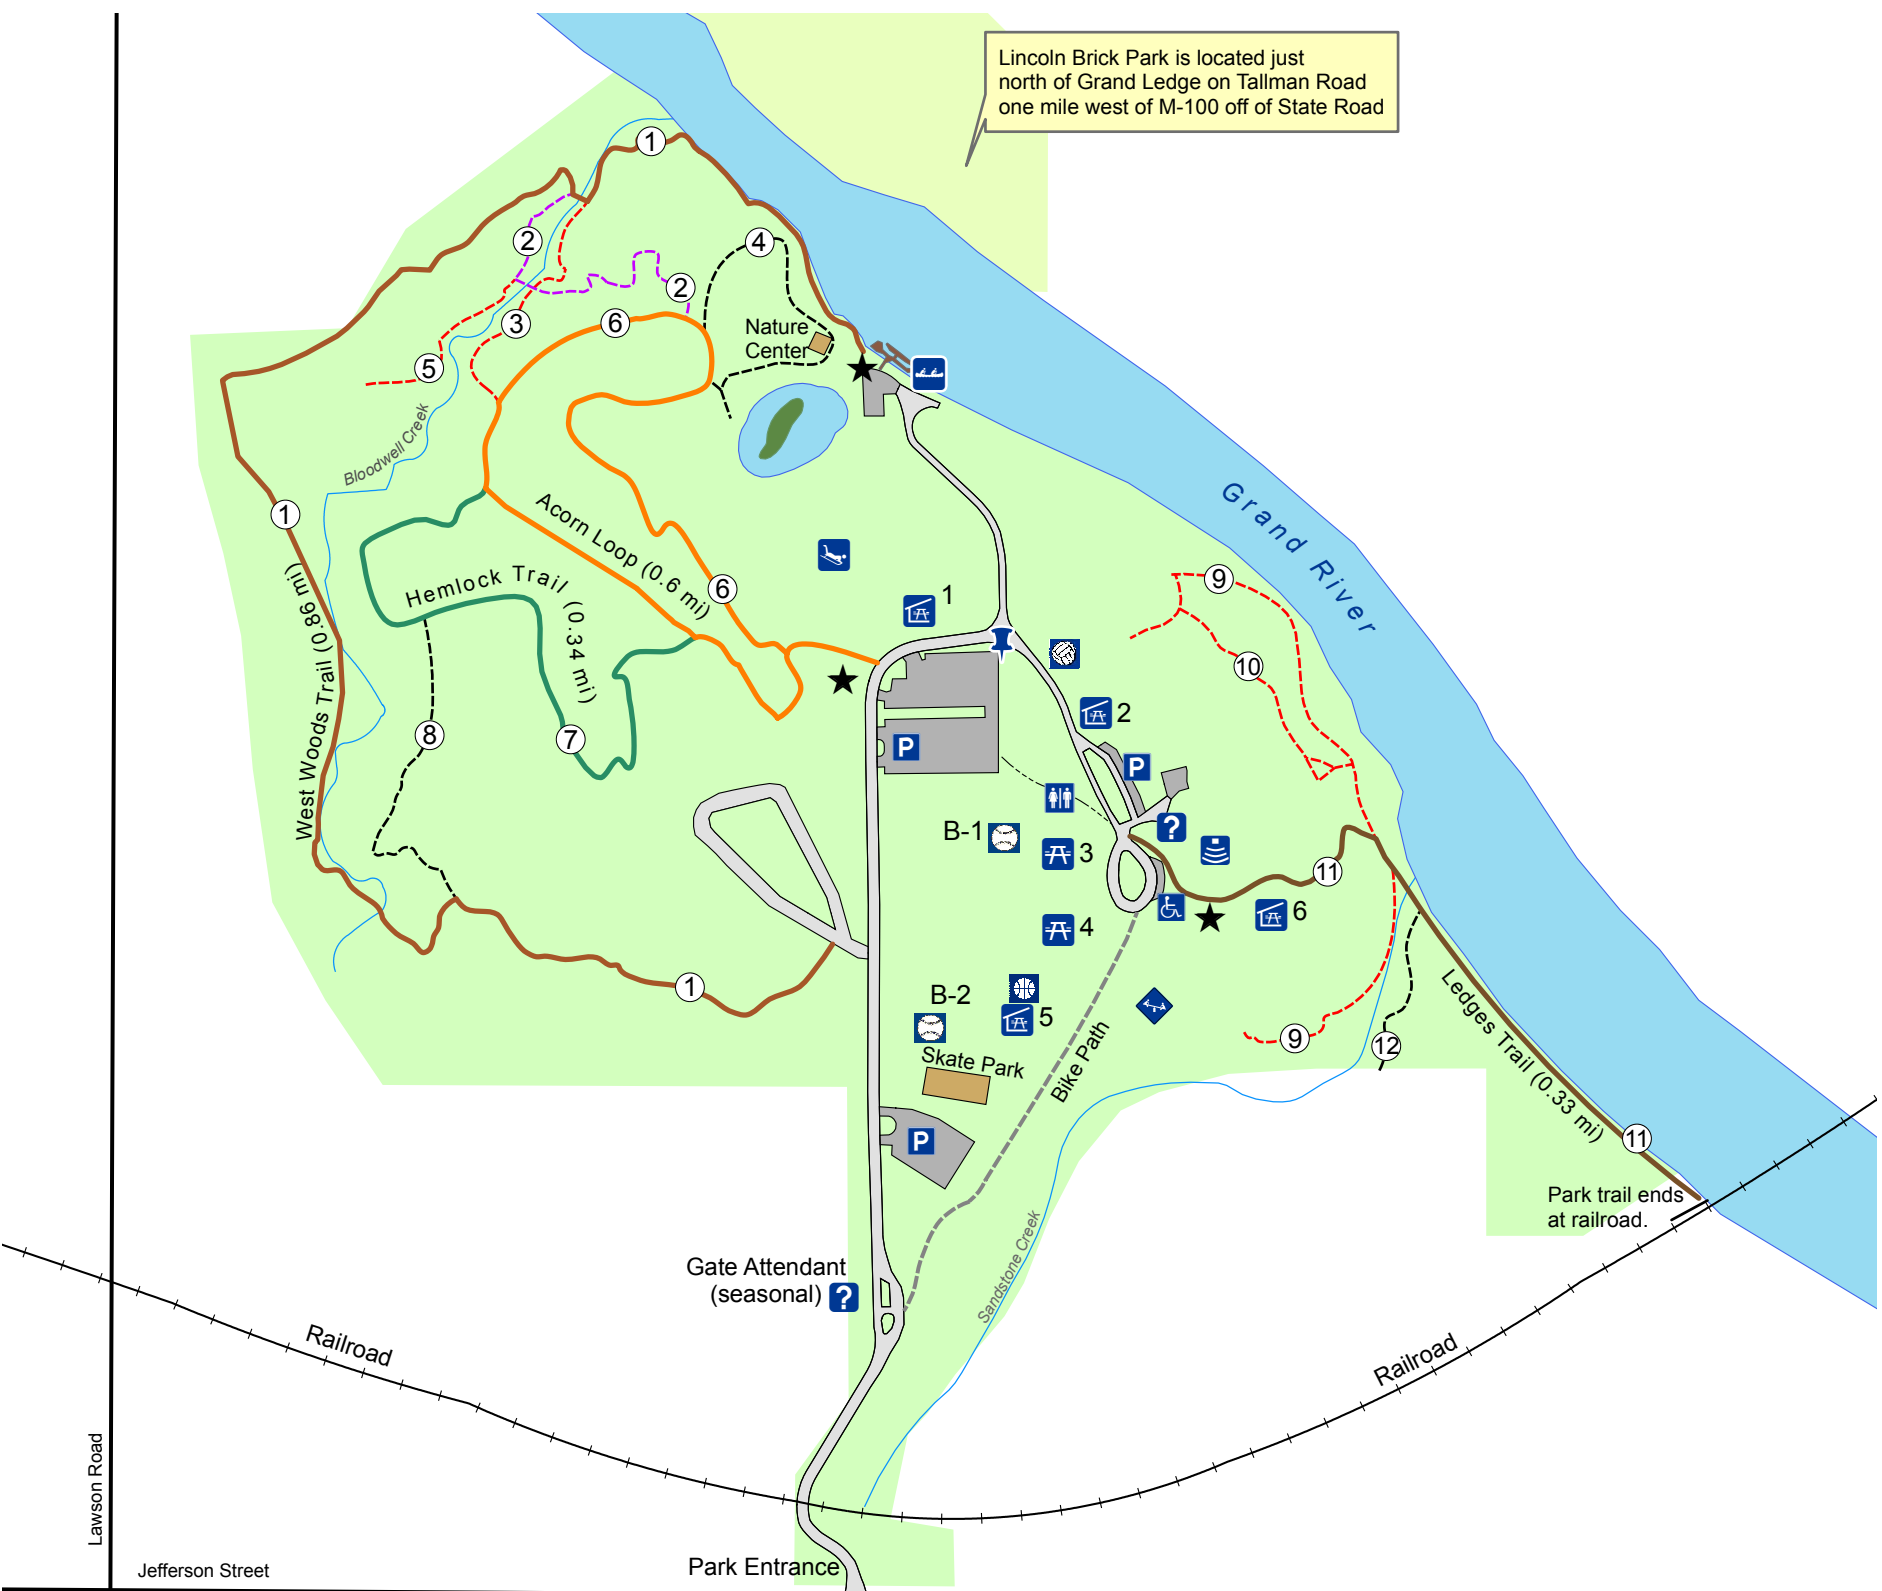 Lincoln Brick Park is located just
north of Grand Ledge on Tallman Road
one mile west of M-100 off of State Road
1
2
4
2
6
3
5
Nature
Center
Bloodwell Creek
1
Grand River
Acorn Loop (0.6 mi)
6
Hemlock Trail (0.34 mi)
West Woods Trail (0.86 mi)
1
9
10
2
8
7
P
P
B-1
?
3
11
6
4
1
B-2
5
Skate Park
Bike Path
9
12
Ledges Trail (0.33 mi)
11
P
Park trail ends
at railroad.
Sandstone Creek
Gate Attendant
(seasonal)
?
Railroad
Railroad
Lawson Road
Jefferson Street
Park Entrance